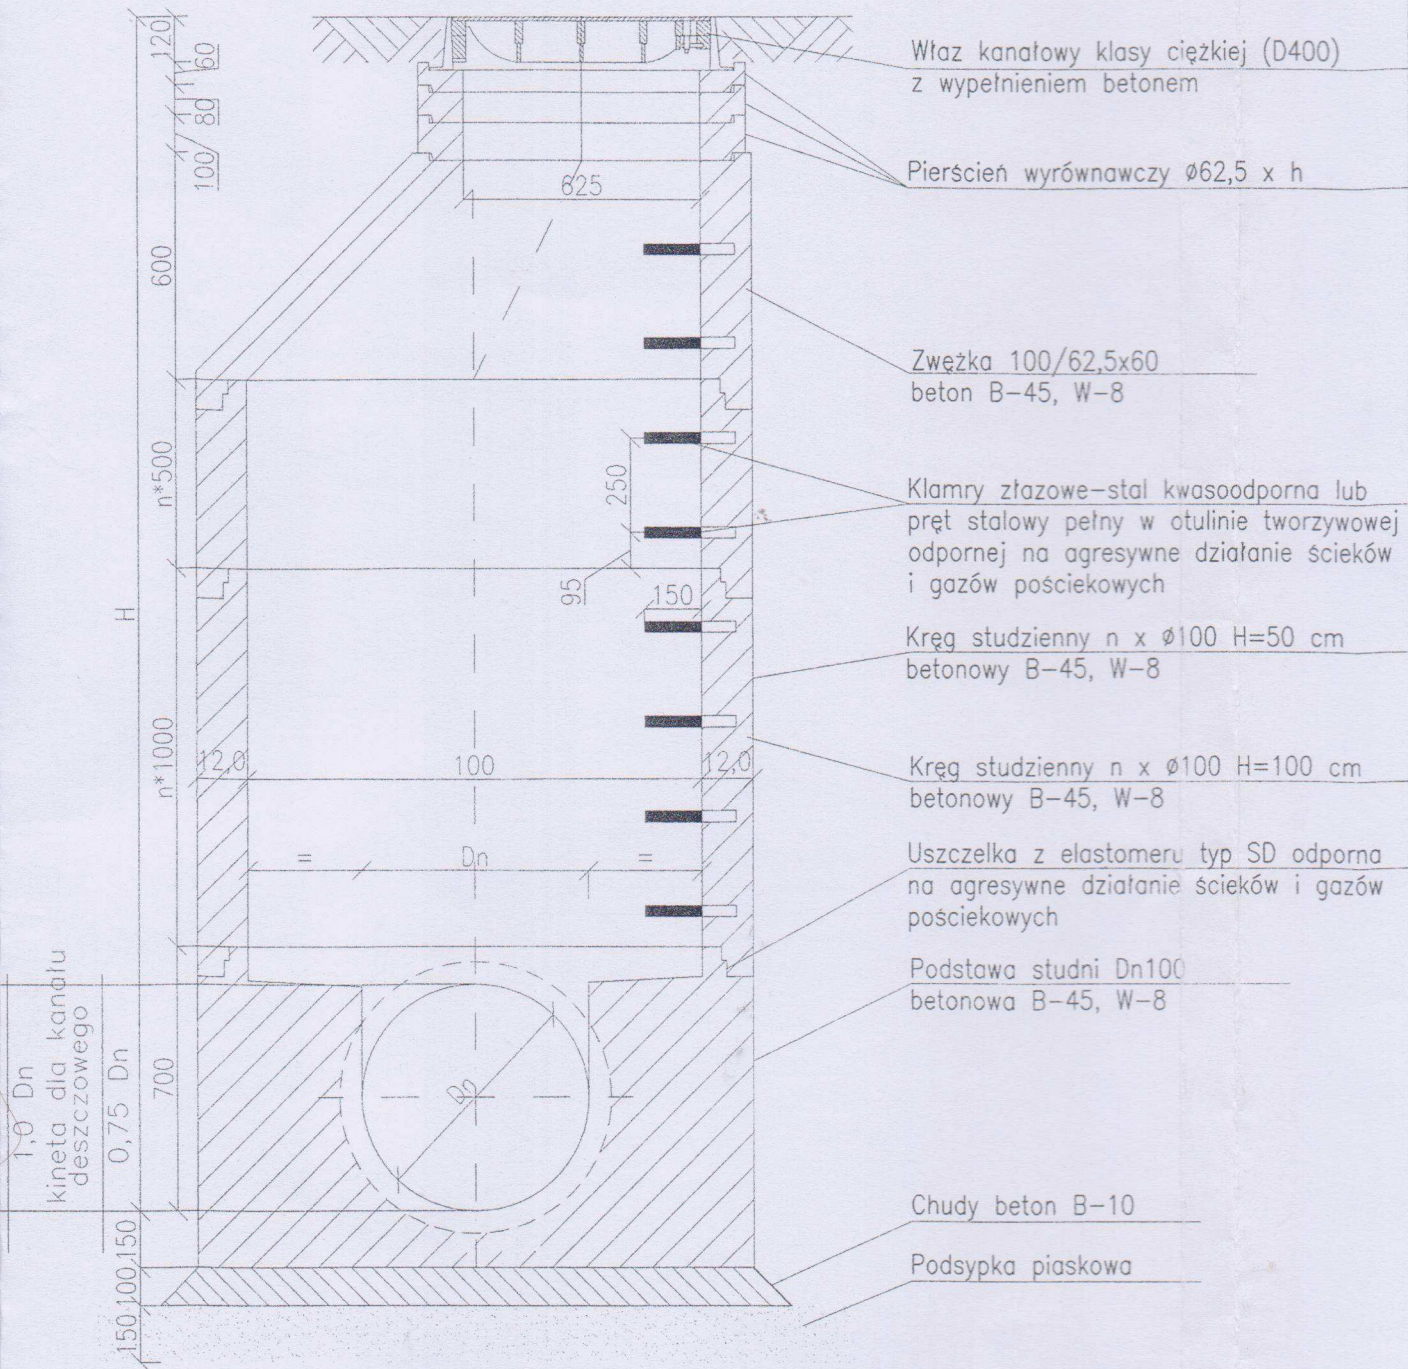 Właz kanałowy klasy ciężkiej (D400)
z wypełnieniem betonem
Pierścień wyrównawczy ø62,5 x h
Zwężka 100/62,5x60
beton B-45, W-8
Klamry złazowe-stal kwasoodporna lub
pręt stalowy pełny w otulinie tworzywowej
odpornej na agresywne działanie ścieków
i gazów pościekowych
Kręg studzienny n x ø100 H=50 cm
betonowy B-45, W-8
Kręg studzienny n x ø100 H=100 cm
betonowy B-45, W-8
Uszczelka z elastomeru typ SD odporna
na agresywne działanie ścieków i gazów
pościekowych
Podstawa studni Dn100
betonowa B-45, W-8
Chudy beton B-10
Podsypka piaskowa
120
60
80
100/
600
n*500
n*1000
700
H
150
100
150
625
250
95
150
12,0
100
12,0
=
Dn
=
Dn
1,0 Dn
kineta dla kanału
deszczowego
0,75 Dn